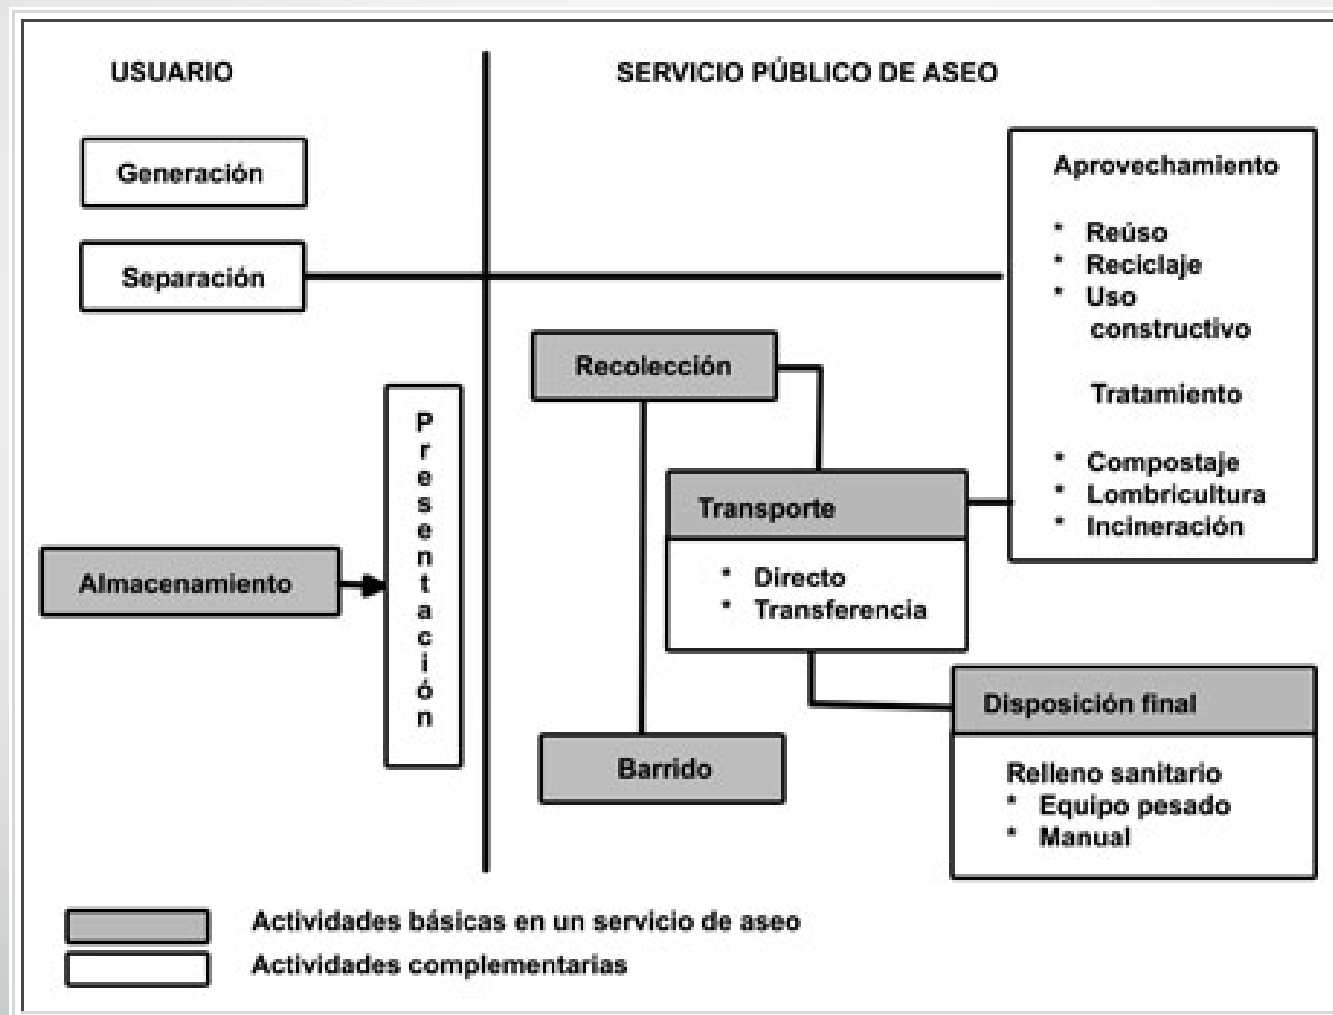 USUARIO
SERVICIO PÚBLICO DE ASEO
Generación
Separación
Almacenamiento
Presentación
Recolección
Transporte
* Directo
* Transferencia
Barrido
Aprovechamiento
* Reúso
* Reciclaje
* Uso
constructivo
Tratamiento
* Compostaje
* Lombricultura
* Incineración
Disposición final
Relleno sanitario
* Equipo pesado
* Manual
Actividades básicas en un servicio de aseo
Actividades complementarias